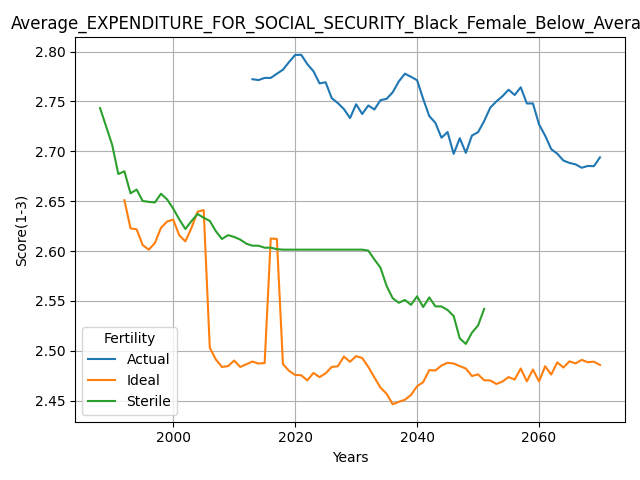 Average_EXPENDITURE_FOR_SOCIAL_SECURITY_Black_Female_Below_Avera
2.80
2.75
2.70
2.65
2.60
2.55
2.50
2.45
Score(1-3)
Fertility
Actual
Ideal
Sterile
2000 2020 2040 2060
Years